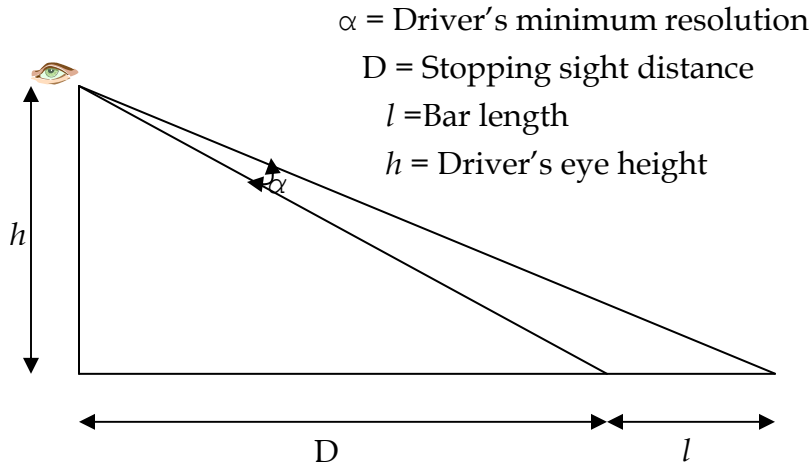 α = Driver’s minimum resolution
D = Stopping sight distance
l =Bar length
h = Driver’s eye height
α
h
D
l